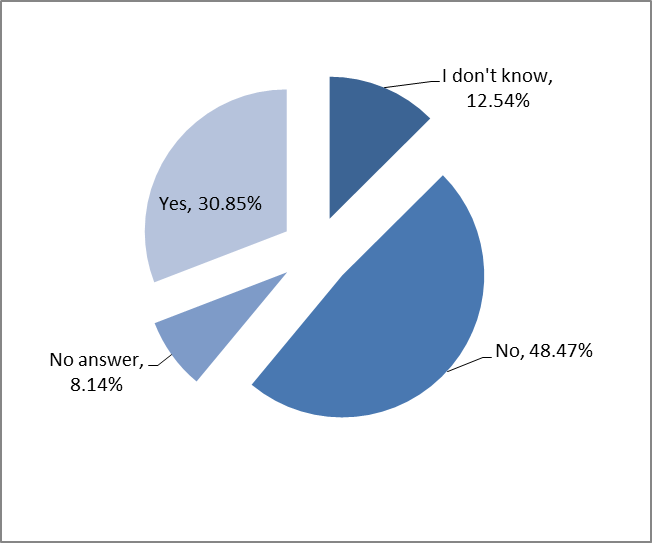 I don't know,
12.54%
Yes, 30.85%
No, 48.47%
No answer,
8.14%